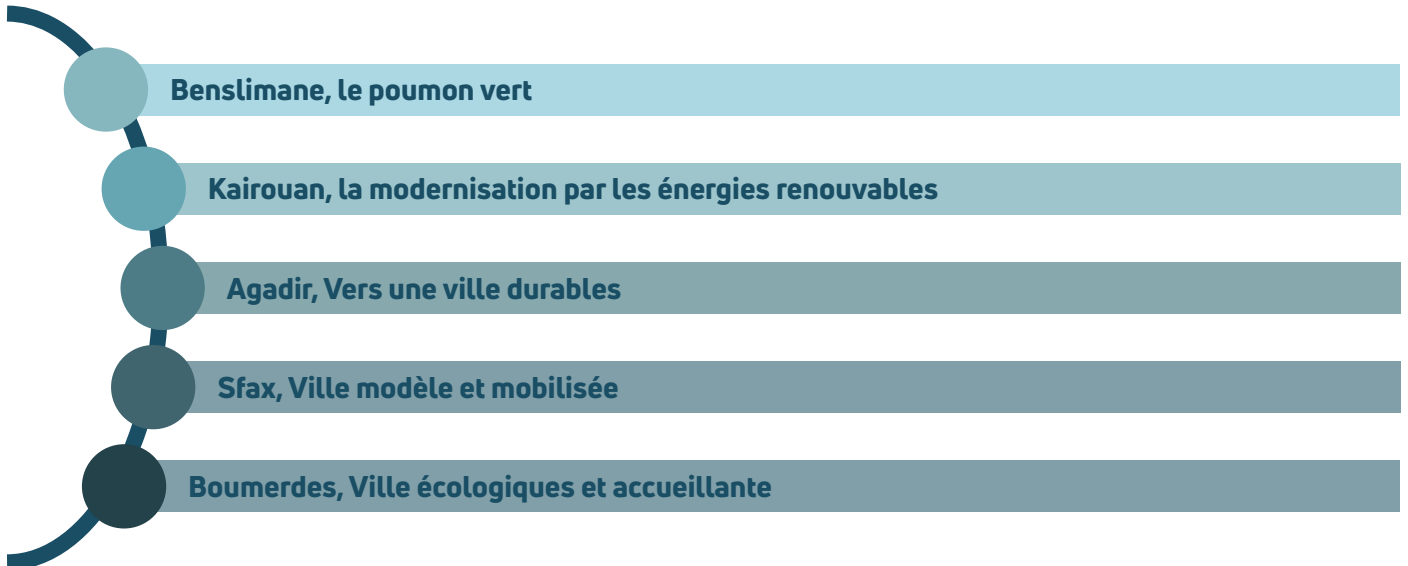 Benslimane, le poumon vert
Kairouan, la modernisation par les énergies renouvables
Agadir, Vers une ville durables
Sfax, Ville modèle et mobilisée
Boumerdes, Ville écologiques et accueillante